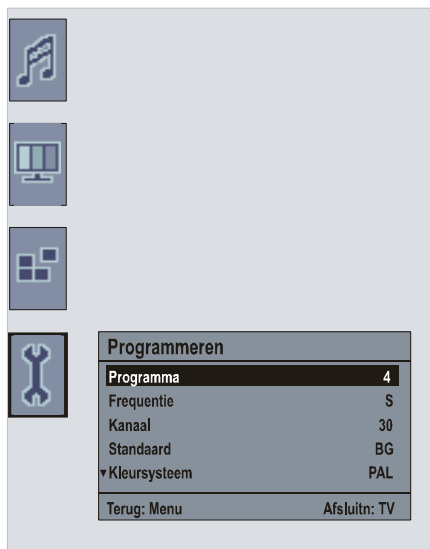 Programmeren
Programma 4
Frequentie S
Kanaal 30
Standaard BG
▾Kleursysteem PAL
Terug: Menu Afsluitn: TV